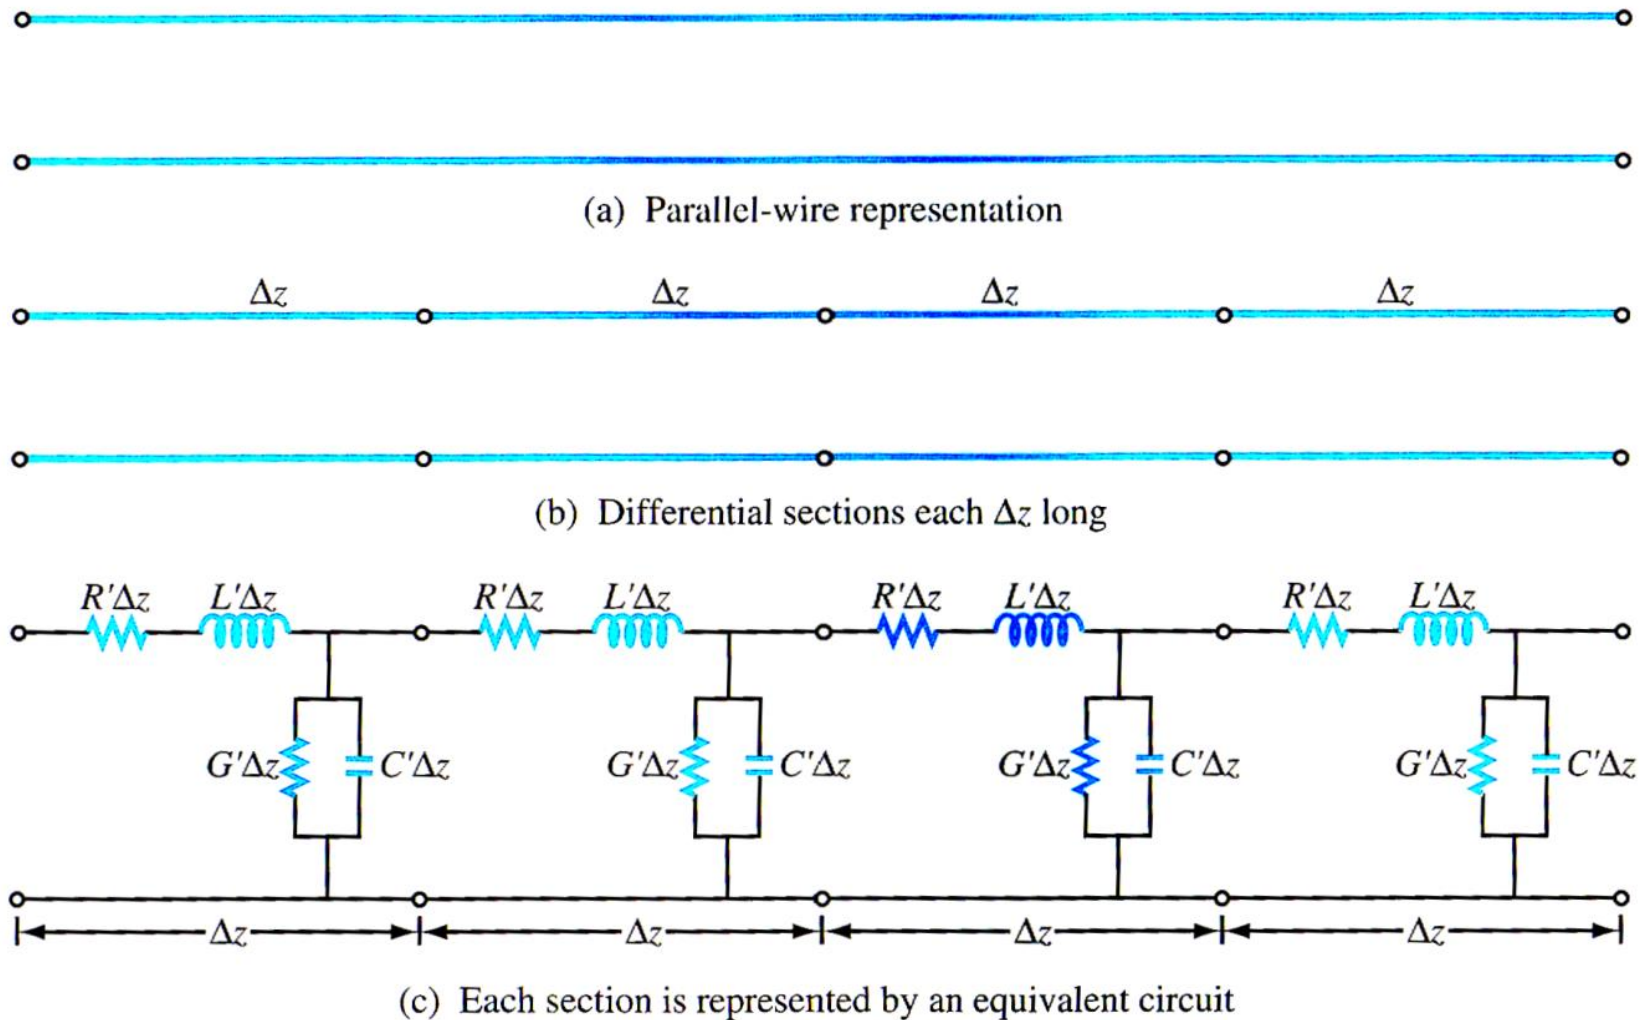 (a) Parallel-wire representation
Δz Δz Δz Δz
(b) Differential sections each Δz long
R'Δz L'Δz R'Δz L'Δz R'Δz L'Δz R'Δz L'Δz
G'Δz C'Δz G'Δz C'Δz G'Δz C'Δz G'Δz C'Δz
Δz Δz Δz Δz
(c) Each section is represented by an equivalent circuit